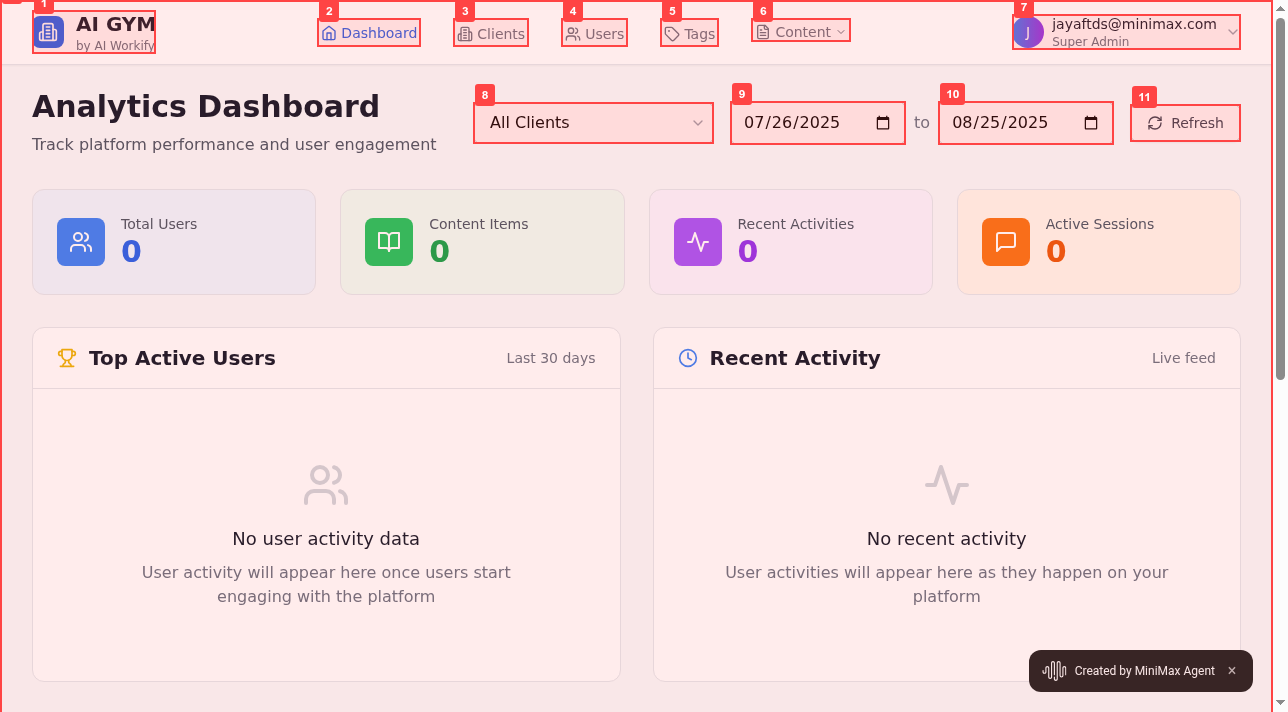 1
AI GYM
by AI Workify
2
Dashboard
3
Clients
4
Users
5
Tags
6
Content
7
J
jayaftds@minimax.com
Super Admin
Analytics Dashboard
Track platform performance and user engagement
8
All Clients
9
07/26/2025
to
10
08/25/2025
11
Refresh
Total Users
0
Content Items
0
Recent Activities
0
Active Sessions
0
Top Active Users
Last 30 days
No user activity data
User activity will appear here once users start
engaging with the platform
Recent Activity
Live feed
No recent activity
User activities will appear here as they happen on your
platform
Created by MiniMax Agent ×